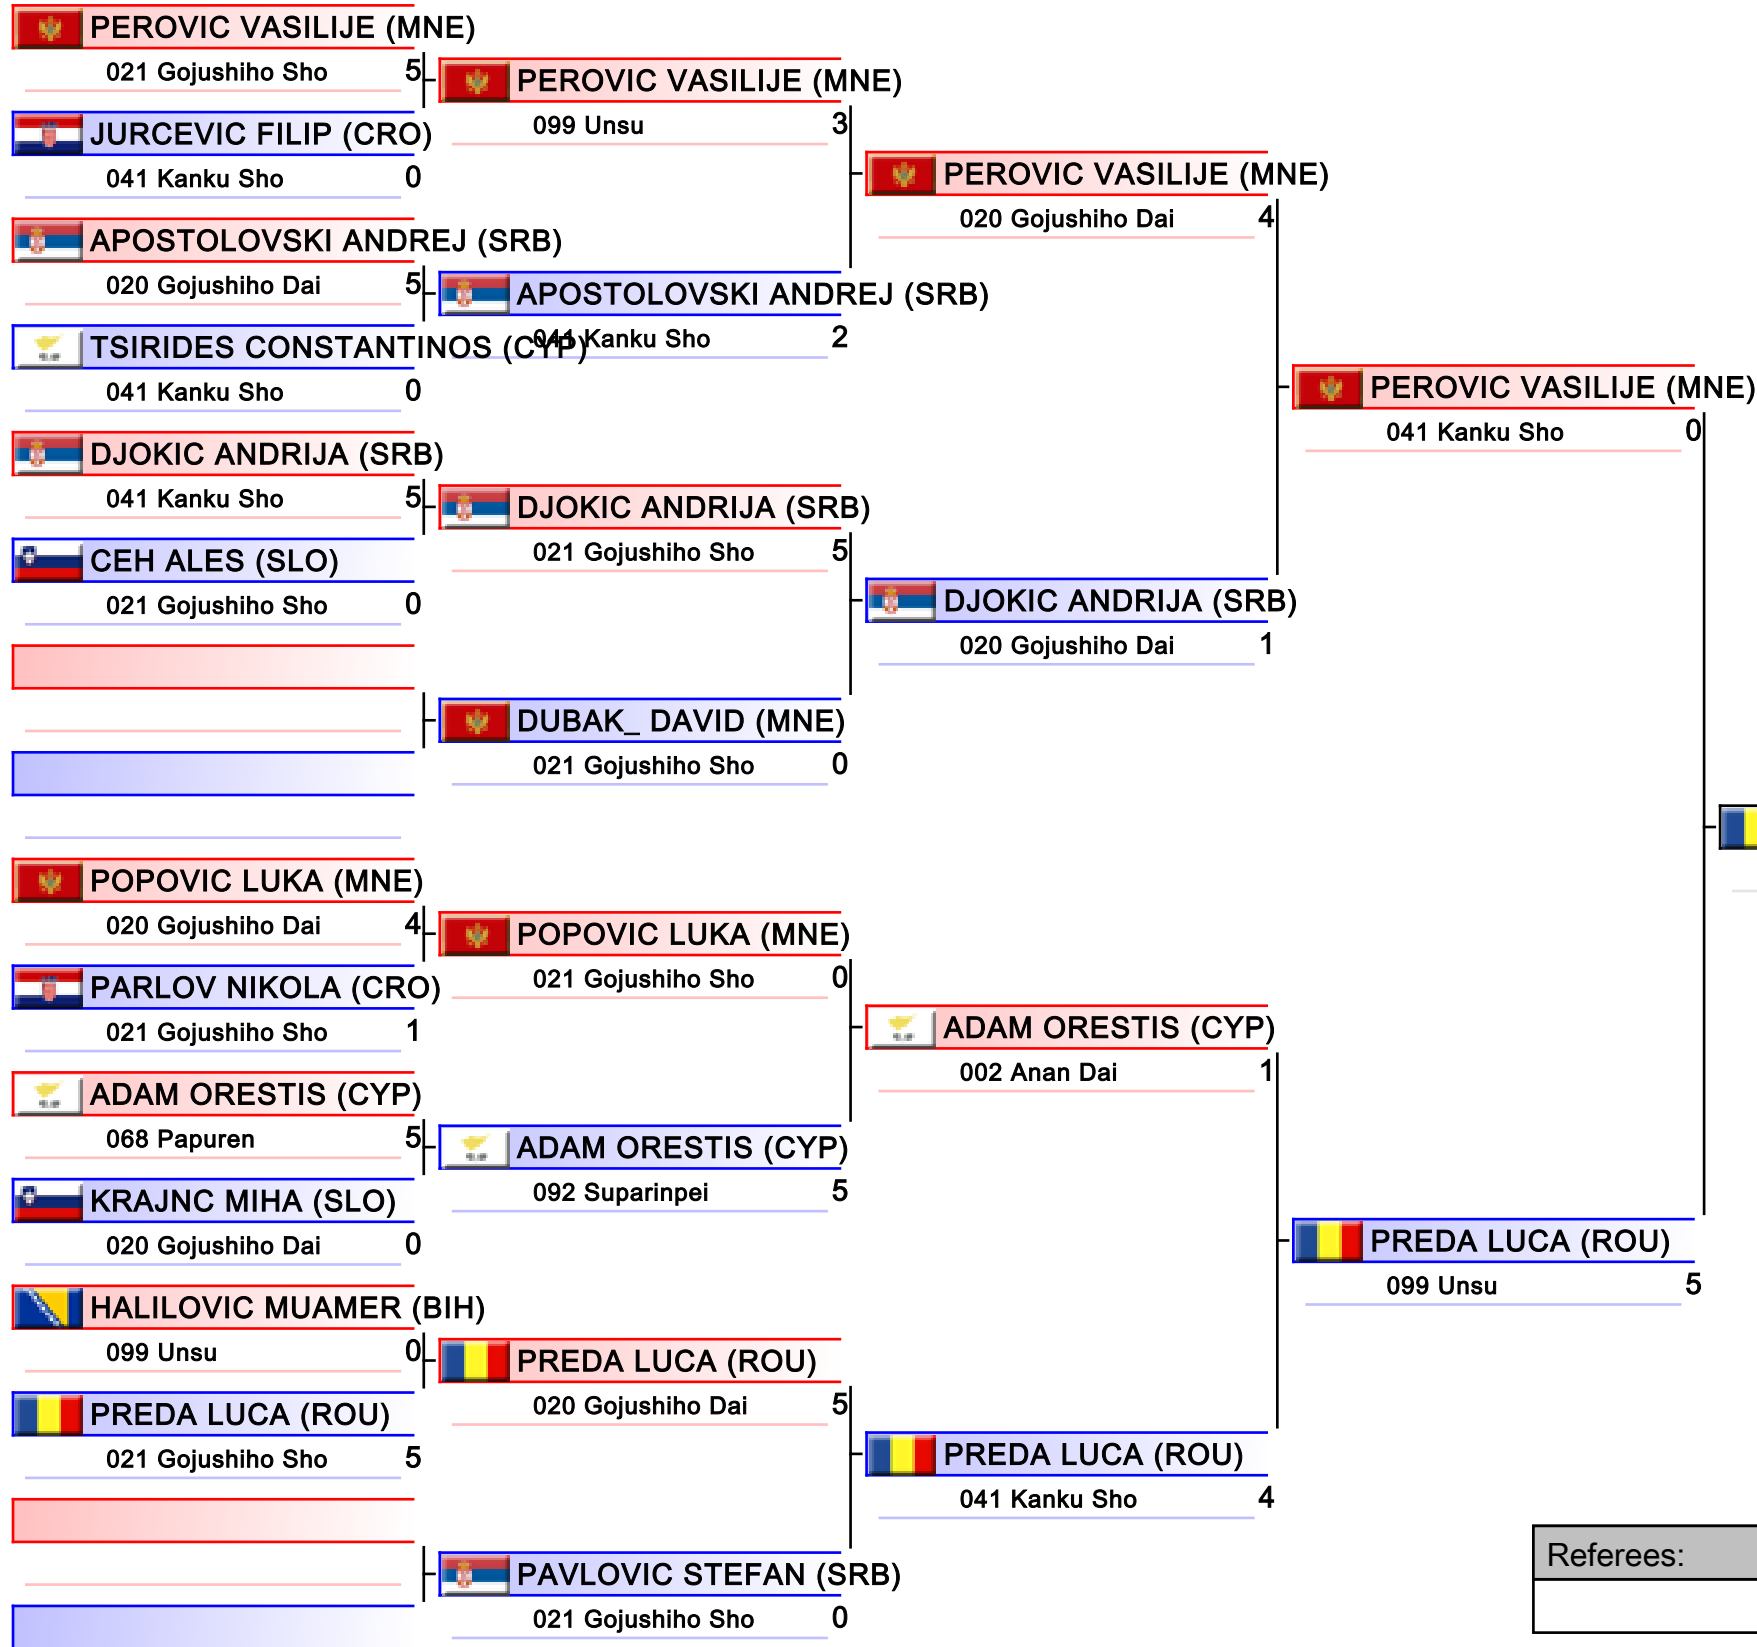 PEROVIC VASILIJE (MNE)
021 Gojushiho Sho 5
JURCEVIC FILIP (CRO)
041 Kanku Sho 0
APOSTOLOVSKI ANDREJ (SRB)
020 Gojushiho Dai 5
TSIRIDES CONSTANTINOS (CYP)
041 Kanku Sho 0
DJOKIC ANDRIJA (SRB)
041 Kanku Sho 5
CEH ALES (SLO)
021 Gojushiho Sho 0
POPOVIC LUKA (MNE)
020 Gojushiho Dai 4
PARLOV NIKOLA (CRO)
021 Gojushiho Sho 1
ADAM ORESTIS (CYP)
068 Papuren 5
KRAJNC MIHA (SLO)
020 Gojushiho Dai 0
HALILOVIC MUAMER (BIH)
099 Unsu 0
PREDA LUCA (ROU)
021 Gojushiho Sho 5
PEROVIC VASILIJE (MNE)
099 Unsu 3
APOSTOLOVSKI ANDREJ (SRB)
041 Kanku Sho 2
DJOKIC ANDRIJA (SRB)
021 Gojushiho Sho 5
DUBAK_ DAVID (MNE)
021 Gojushiho Sho 0
POPOVIC LUKA (MNE)
021 Gojushiho Sho 0
ADAM ORESTIS (CYP)
092 Suparinpei 5
PREDA LUCA (ROU)
020 Gojushiho Dai 5
PAVLOVIC STEFAN (SRB)
021 Gojushiho Sho 0
PEROVIC VASILIJE (MNE)
020 Gojushiho Dai 4
DJOKIC ANDRIJA (SRB)
020 Gojushiho Dai 1
ADAM ORESTIS (CYP)
002 Anan Dai 1
PREDA LUCA (ROU)
041 Kanku Sho 4
PEROVIC VASILIJE (MNE)
041 Kanku Sho 0
PREDA LUCA (ROU)
099 Unsu 5
Referees: